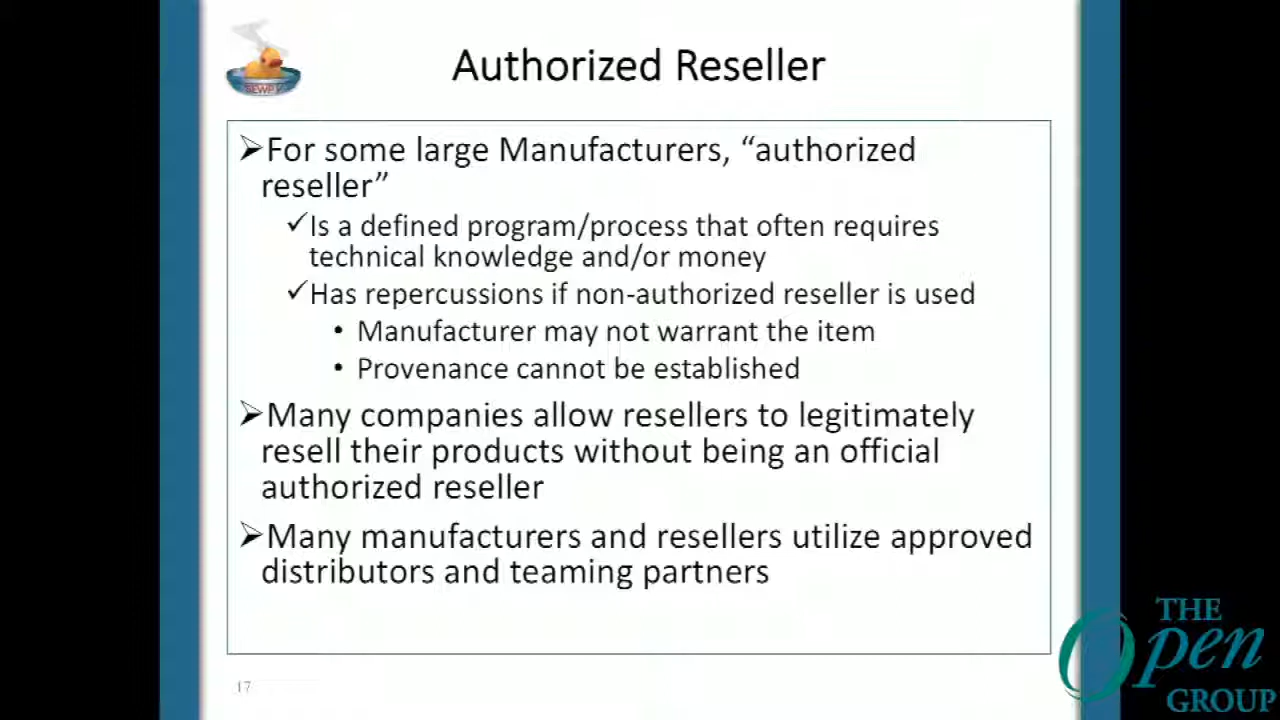 Authorized Reseller
➢For some large Manufacturers, “authorized
reseller”
✓Is a defined program/process that often requires
technical knowledge and/or money
✓Has repercussions if non-authorized reseller is used
• Manufacturer may not warrant the item
• Provenance cannot be established
➢Many companies allow resellers to legitimately
resell their products without being an official
authorized reseller
➢Many manufacturers and resellers utilize approved
distributors and teaming partners
17
THE
Open
GROUP